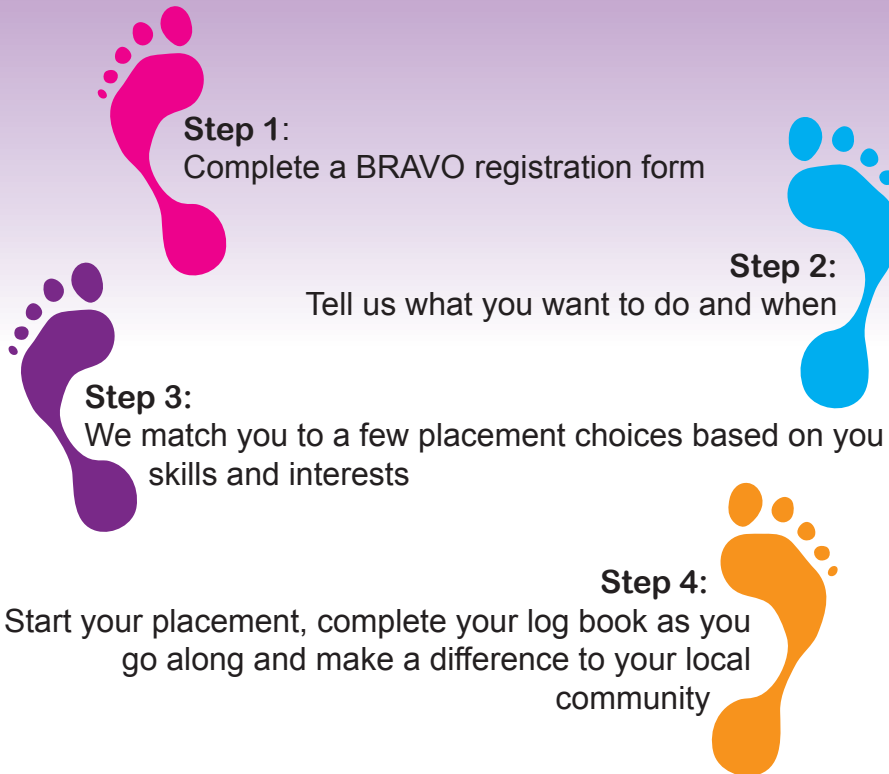 Step 1:
Complete a BRAVO registration form
Step 2:
Tell us what you want to do and when
Step 3:
We match you to a few placement choices based on you
skills and interests
Step 4:
Start your placement, complete your log book as you
go along and make a difference to your local
community